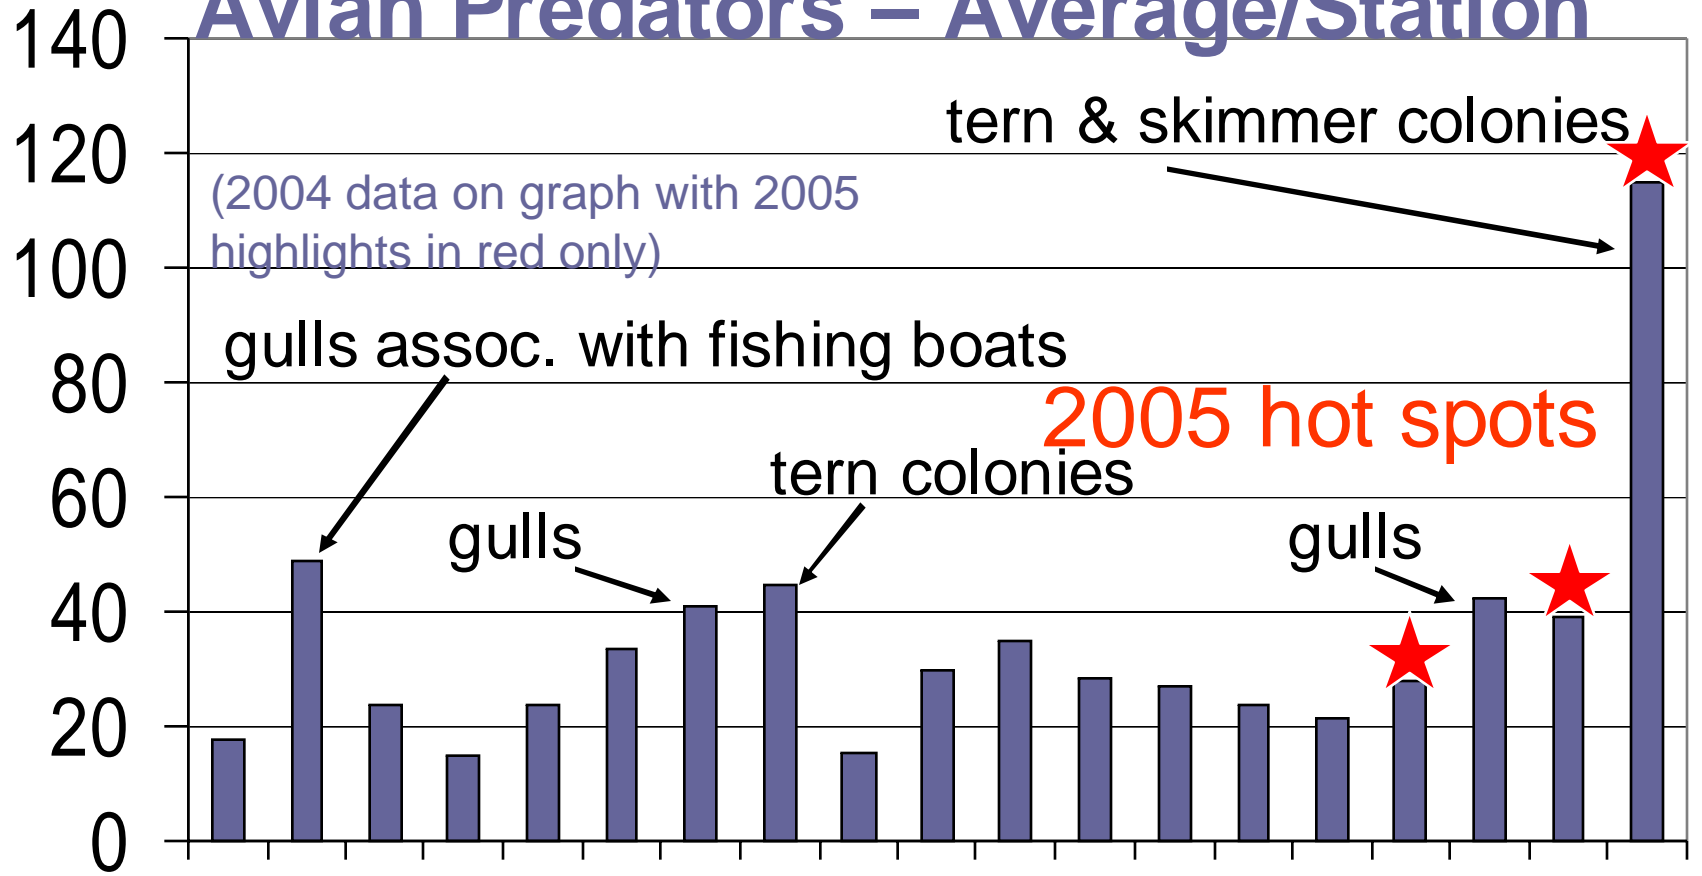 Avian Predators – Average/Station
140
tern & skimmer colonies
120
(2004 data on graph with 2005
highlights in red only)
100
gulls assoc. with fishing boats
80
2005 hot spots
tern colonies
60
gulls
gulls
40
20
0